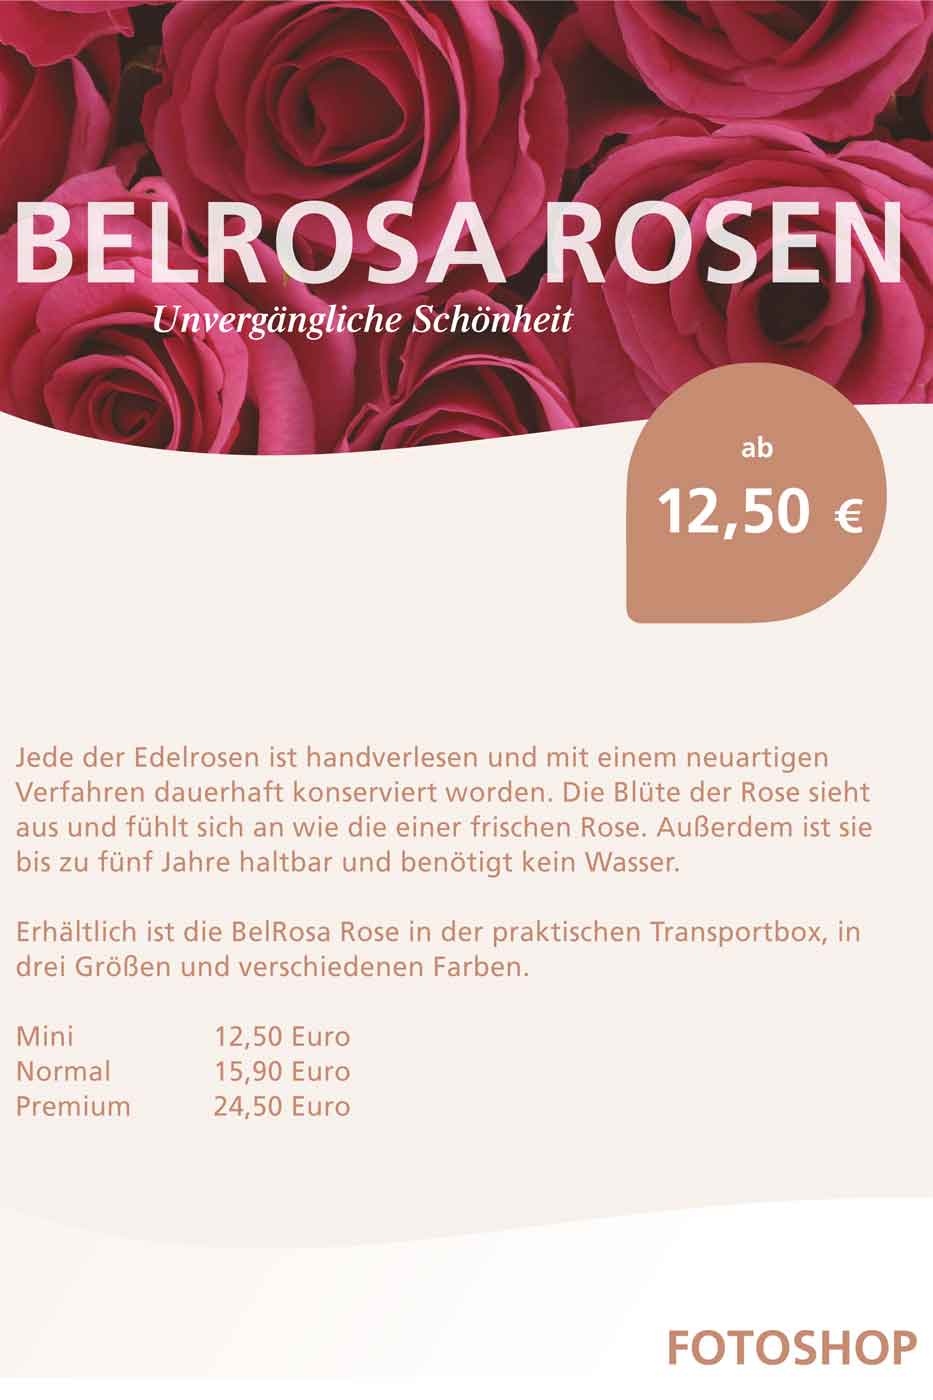 BELROSA ROSEN
Unvergängliche Schönheit
ab
12,50 €
Jede der Edelrosen ist handverlesen und mit einem neuartigen
Verfahren dauerhaft konserviert worden. Die Blüte der Rose sieht
aus und fühlt sich an wie die einer frischen Rose. Außerdem ist sie
bis zu fünf Jahre haltbar und benötigt kein Wasser.
Erhältlich ist die BelRosa Rose in der praktischen Transportbox, in
drei Größen und verschiedenen Farben.
Mini 12,50 Euro
Normal 15,90 Euro
Premium 24,50 Euro
FOTOSHOP